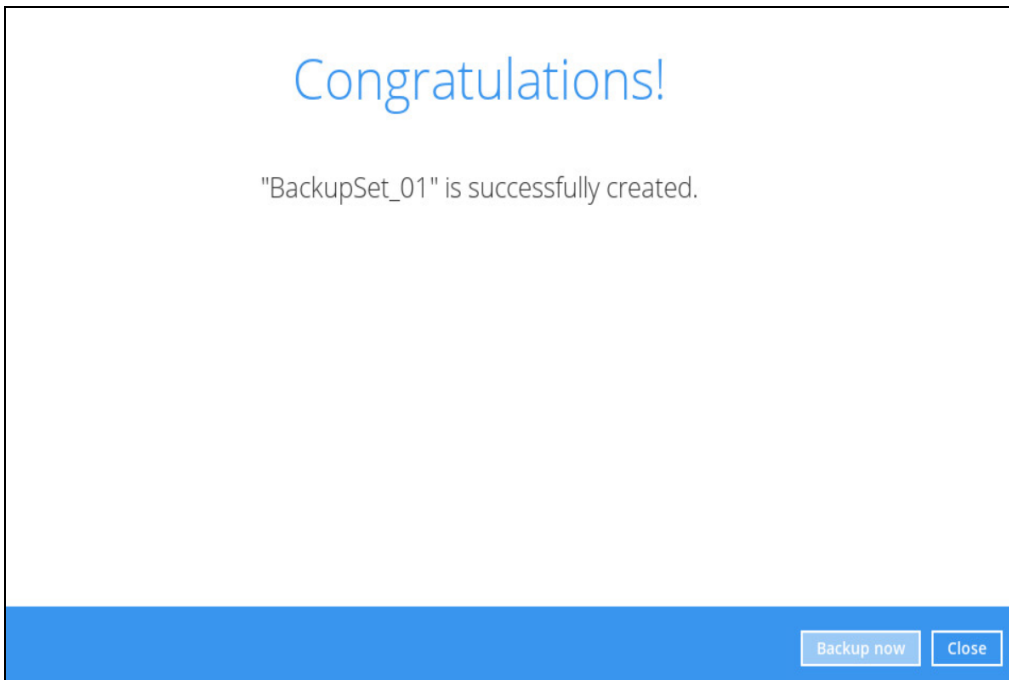 Congratulations!
"BackupSet_01" is successfully created.
Backup now
Close